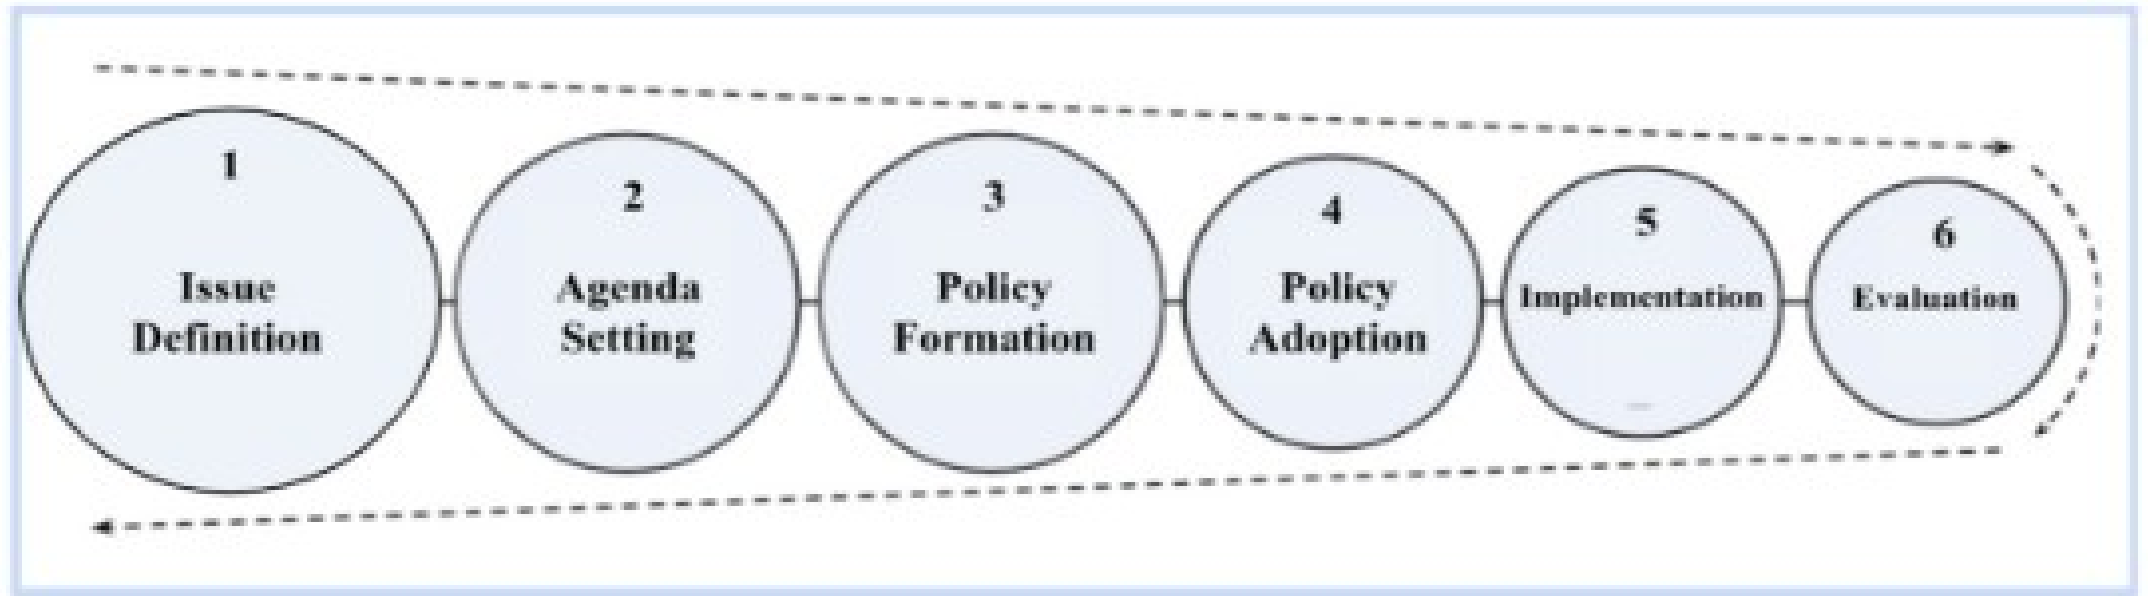 1
Issue
Definition
2
Agenda
Setting
3
Policy
Formation
4
Policy
Adoption
5
Implementation
6
Evaluation